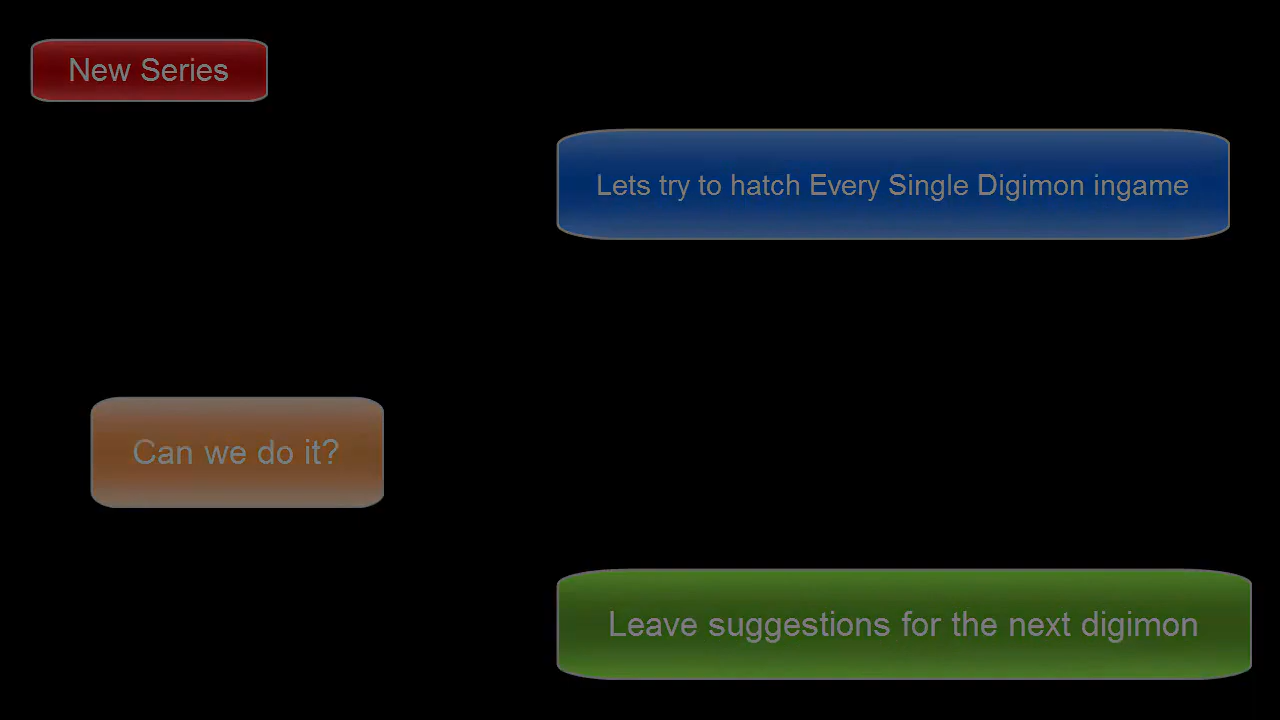 New Series
Lets try to hatch Every Single Digimon ingame
Can we do it?
Leave suggestions for the next digimon